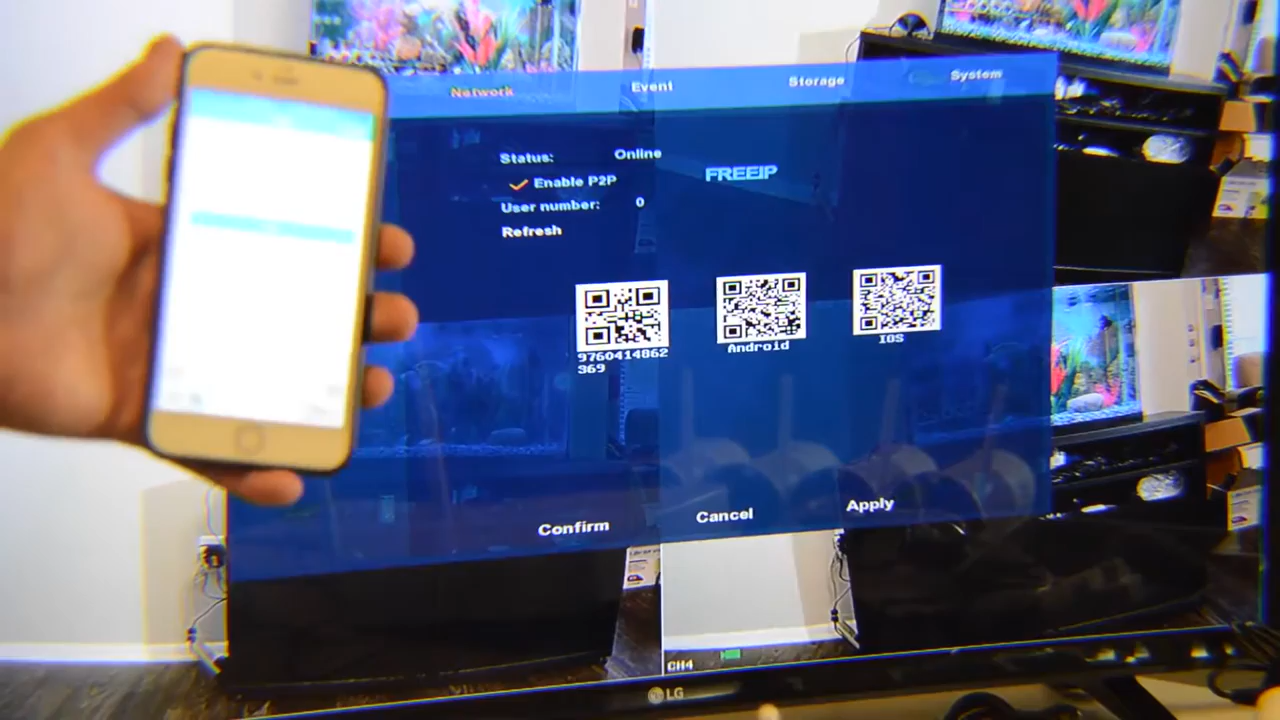 Network Event Storage System
Status: Online
FREEIP
Enable P2P
User number: 0
Refresh
9760414862
369
Android
IOS
Confirm Cancel Apply
CH4
LG